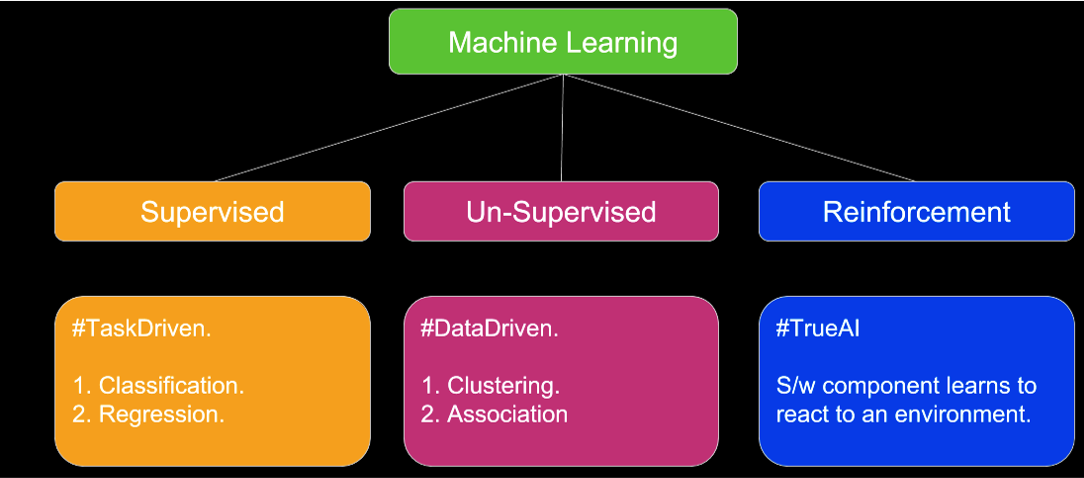 Machine Learning
Supervised
Un-Supervised
Reinforcement
#TaskDriven.
1. Classification.
2. Regression.
#DataDriven.
1. Clustering.
2. Association
#TrueAI
S/w component learns to
react to an environment.